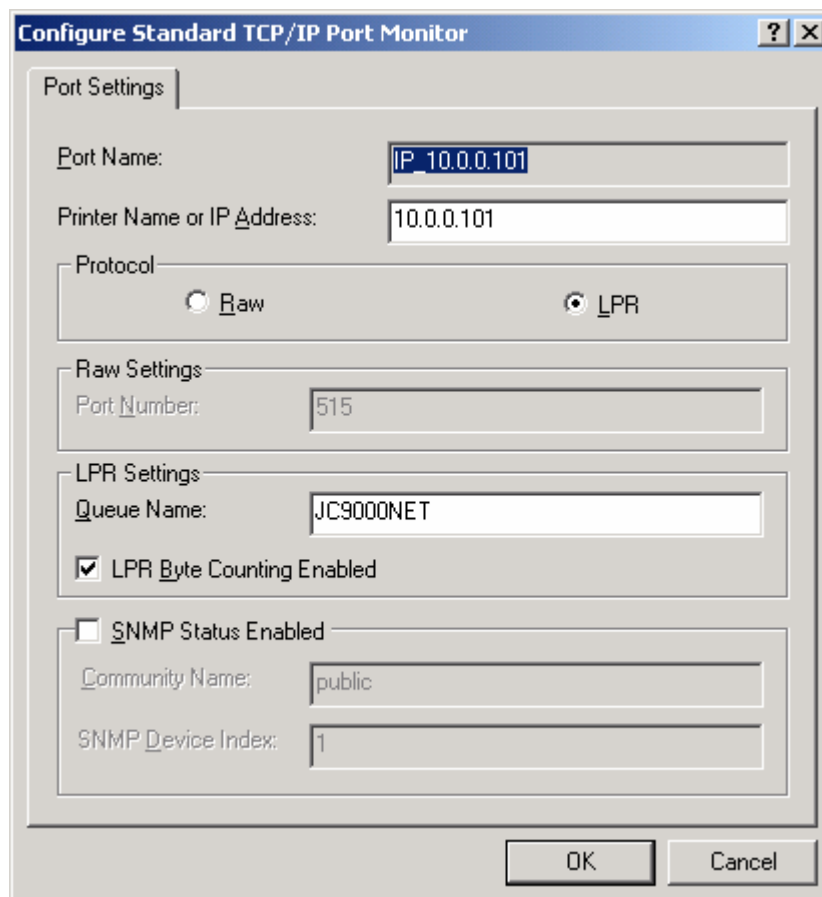 Configure Standard TCP/IP Port Monitor
Port Settings
Port Name: IP_10.0.0.101
Printer Name or IP Address: 10.0.0.101
Protocol
Raw LPR
Raw Settings
Port Number: 515
LPR Settings
Queue Name: JC9000NET
LPR Byte Counting Enabled
SNMP Status Enabled
Community Name: public
SNMP Device Index: 1
OK Cancel